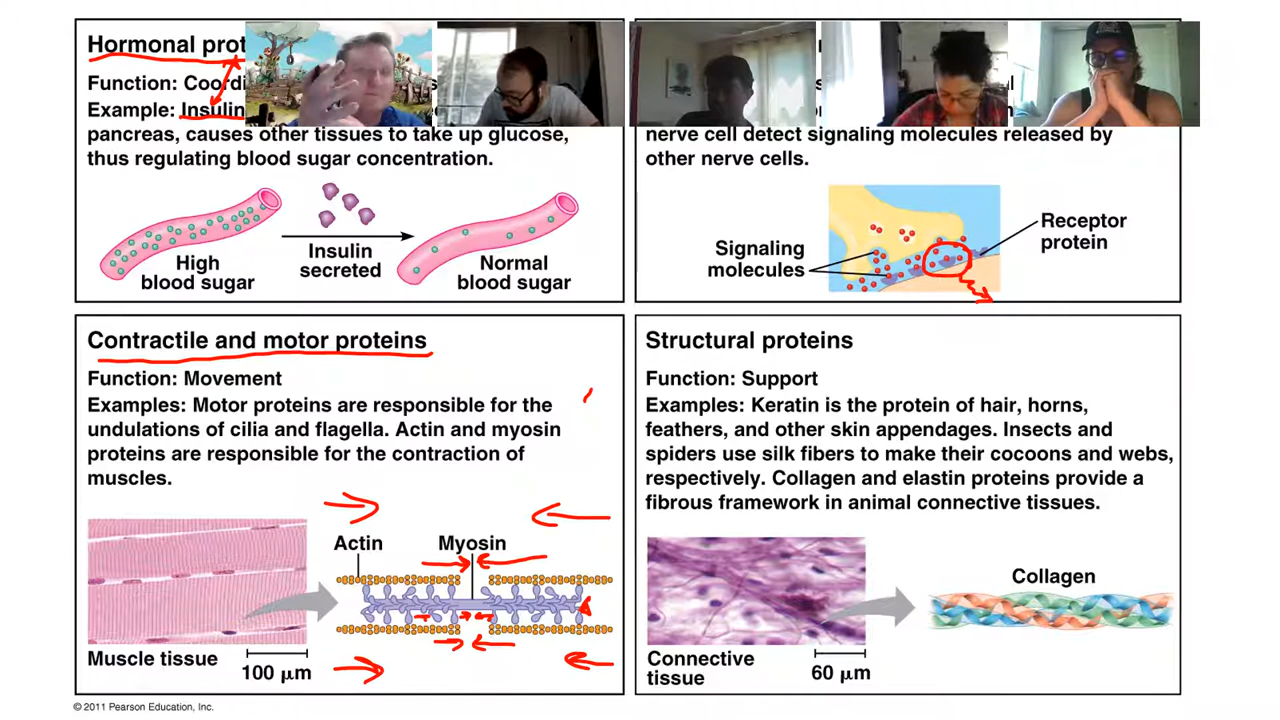 Hormonal
Function:
Example: Insulin
pancreas, causes other tissues to take up glucose,
thus regulating blood sugar concentration.
High
blood sugar
Insulin
secreted
Normal
blood sugar
nerve cell detect signaling molecules released by
other nerve cells.
Signaling
molecules
Receptor
protein
Contractile and motor proteins
Function: Movement
Examples: Motor proteins are responsible for the
undulations of cilia and flagella. Actin and myosin
proteins are responsible for the contraction of
muscles.
Actin
Myosin
Muscle tissue
100 μm
Structural proteins
Function: Support
Examples: Keratin is the protein of hair, horns,
feathers, and other skin appendages. Insects and
spiders use silk fibers to make their cocoons and webs,
respectively. Collagen and elastin proteins provide a
fibrous framework in animal connective tissues.
Collagen
Connective
tissue
60 μm
© 2011 Pearson Education, Inc.